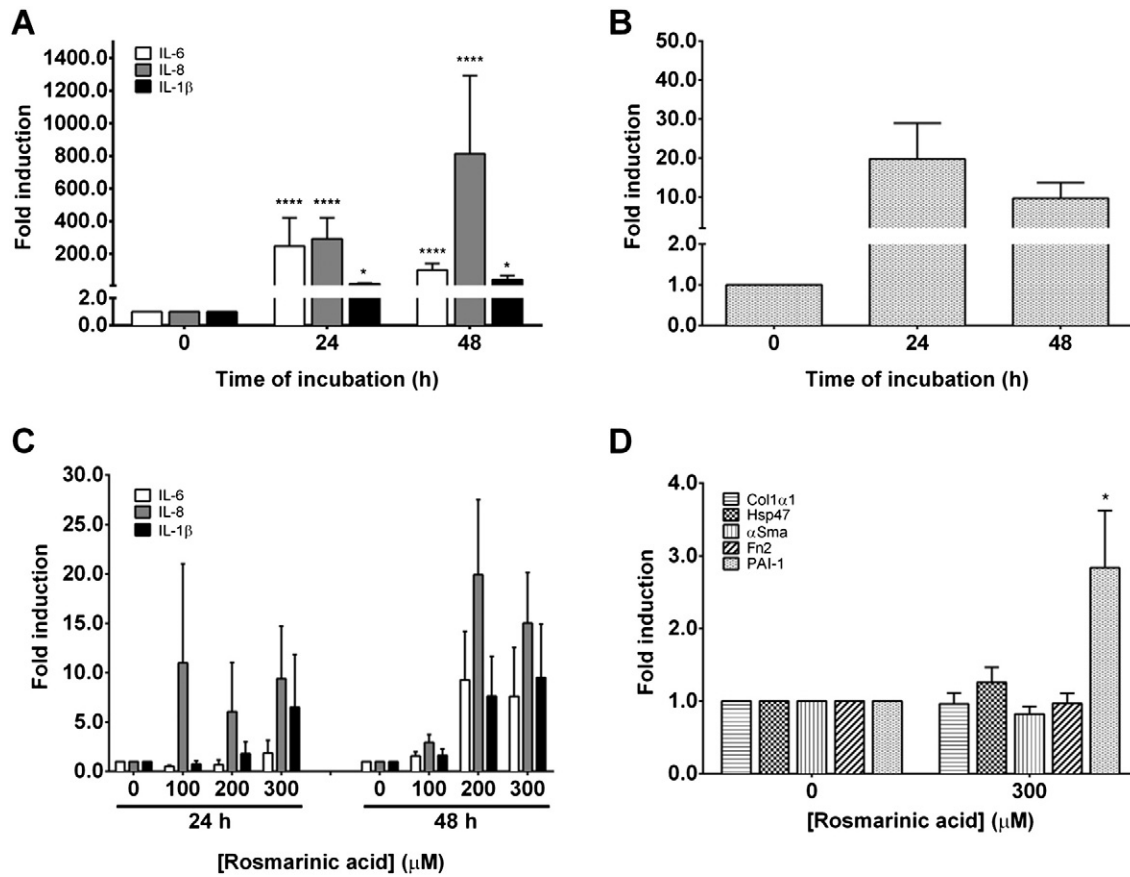 A
IL-6
IL-8
IL-1β
1400.0
1200.0
1000.0
800.0
600.0
400.0
200.0
2.0
0.0
Fold induction
**** **** *
**** **** *
0 24 48
Time of incubation (h)
B
50.0
40.0
30.0
20.0
10.0
2.0
1.0
0.0
Fold induction
0 24 48
Time of incubation (h)
C
IL-6
IL-8
IL-1β
30.0
25.0
20.0
15.0
10.0
5.0
0.0
Fold induction
0 100 200 300 0 100 200 300
24 h 48 h
[Rosmarinic acid] (μM)
D
Col1α1
Hsp47
αSma
Fn2
PAI-1
4.0
3.0
2.0
1.0
0.0
Fold induction
*
0 300
[Rosmarinic acid] (μM)